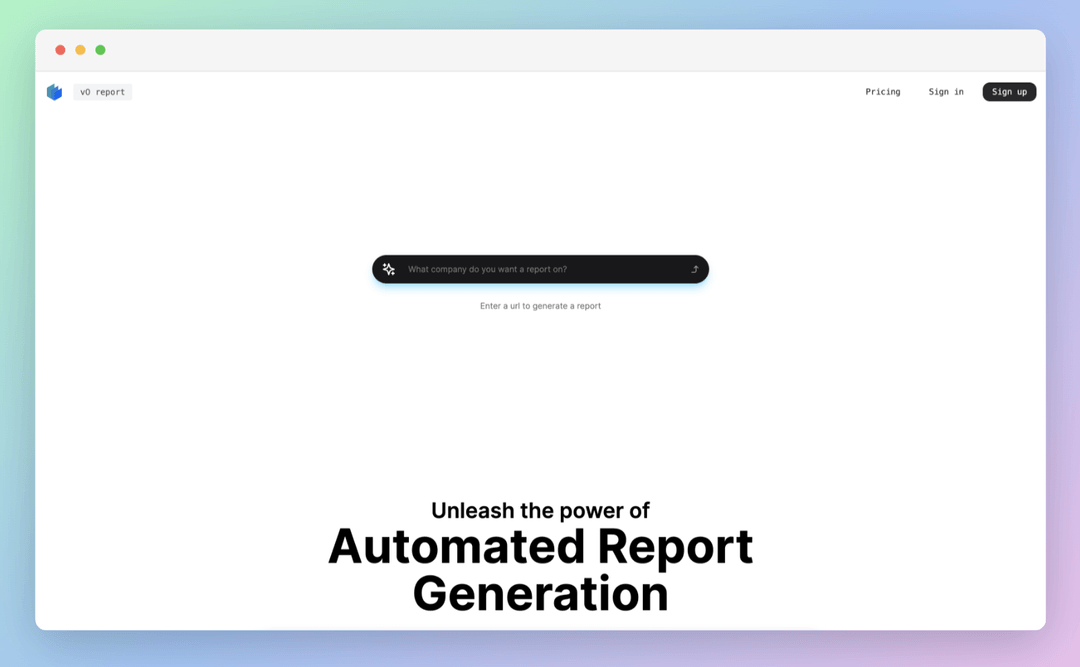 v0 report
Pricing
Sign in
Sign up
What company do you want a report on?
Enter a url to generate a report
Unleash the power of
Automated Report
Generation